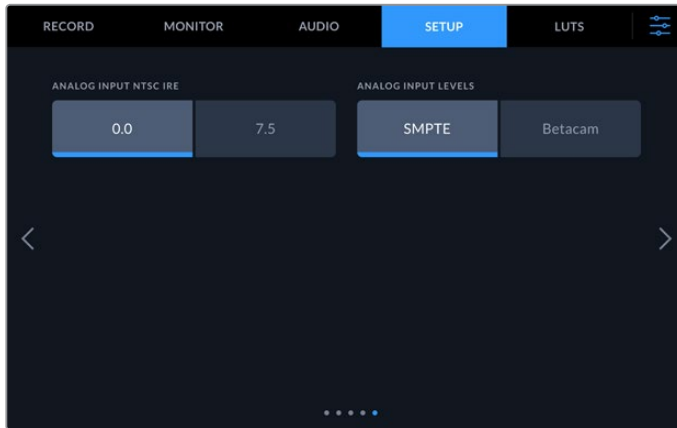 RECORD MONITOR AUDIO SETUP LUTS
ANALOG INPUT NTSC IRE ANALOG INPUT LEVELS
0.0 7.5 SMPTE Betacam